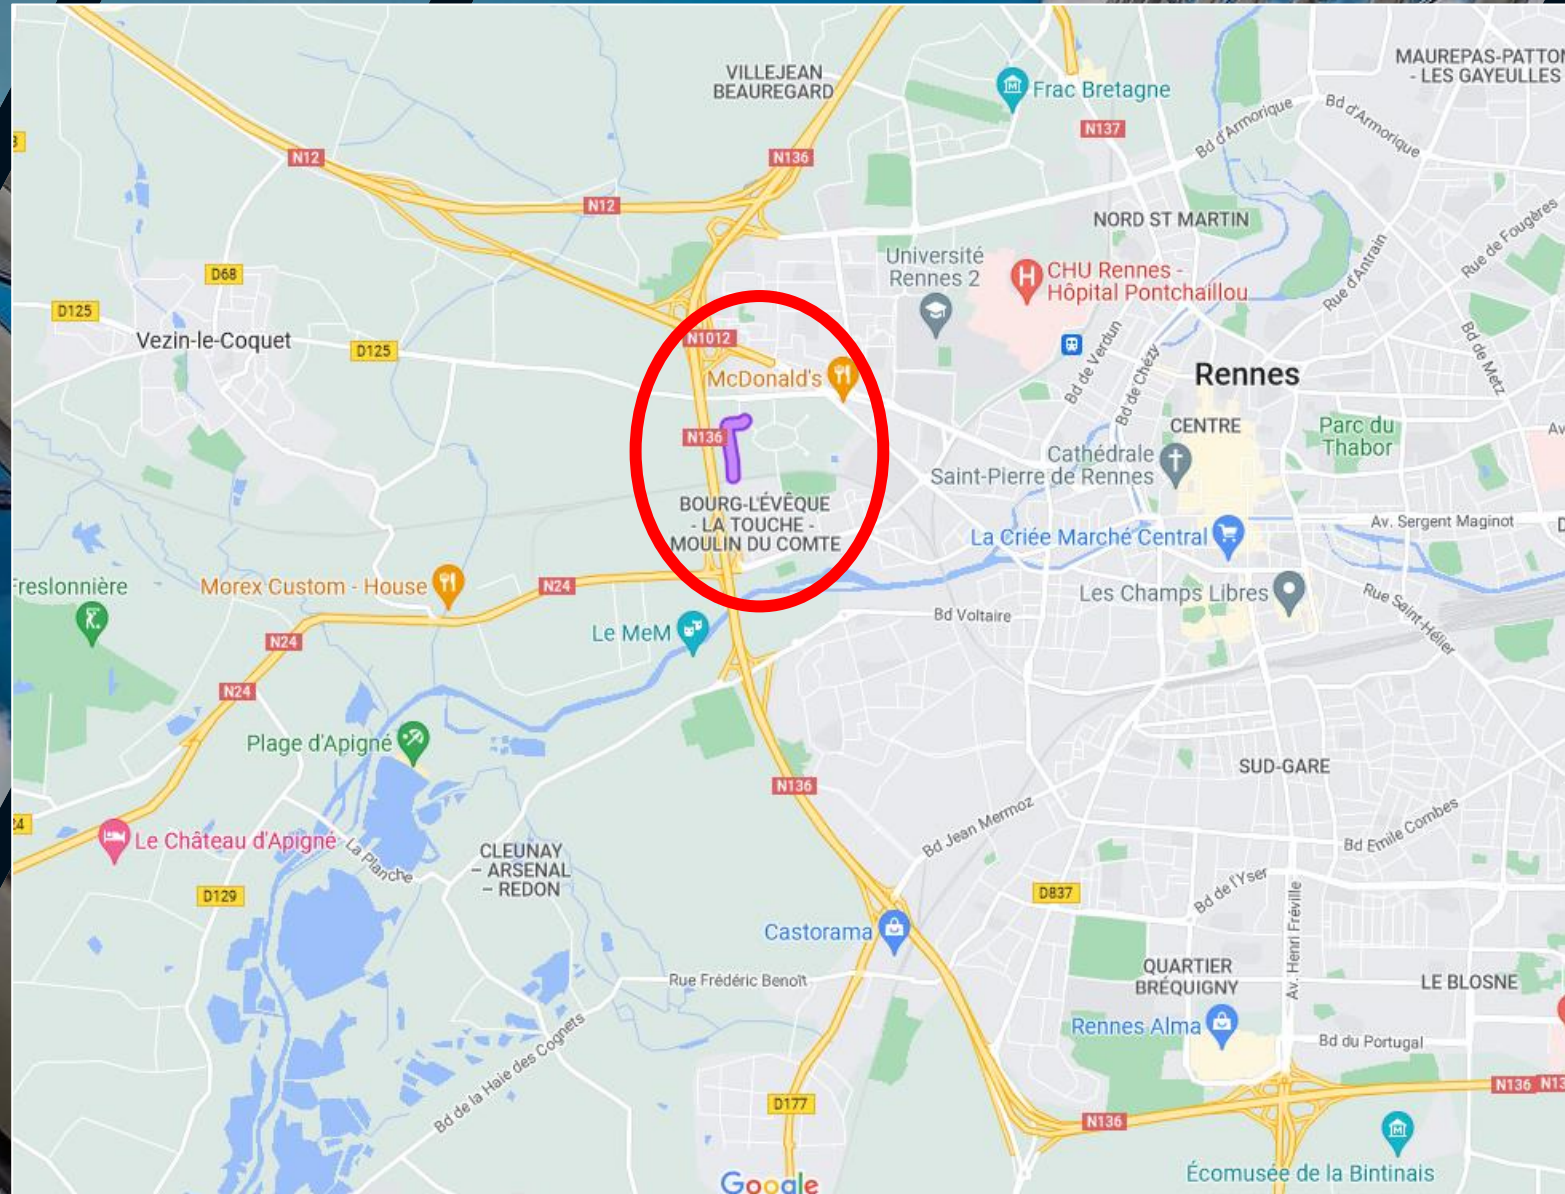 VILLEJEAN
BEAUREGARD
Frac Bretagne
MAUREPAS-PATTON
- LES GAYEULLES
N137
Bd d'Armorique
Bd d'Armorique
N12
N136
N12
NORD ST MARTIN
Rue de Fougères
Rue d'Antrain
Université
Rennes 2
CHU Rennes -
Hôpital Pontchaillou
D68
D125
Vezin-le-Coquet
D125
N1012
McDonald's
Bd de Verdun
Bd de Chézy
Bd de Metz
Rennes
CENTRE
Parc du
Thabor
Av
N136
Cathédrale
Saint-Pierre de Rennes
BOURG-L'ÉVÊQUE
- LA TOUCHE -
MOULIN DU COMTE
La Criée Marché Central
Av. Sergent Maginot
D
reslonnière
Morex Custom - House
N24
Les Champs Libres
Rue Saint-Hélier
Bd Voltaire
Le MeM
N24
N24
Plage d'Apigné
SUD-GARE
N136
Bd Jean Mermoz
Bd Emile Combes
Le Château d'Apigné
La Planche
CLEUNAY
– ARSENAL
– REDON
D129
D837
Bd de l'Yser
Av. Henri Fréville
Castorama
QUARTIER
BRÉQUIGNY
LE BLOSNE
Rue Frédéric Benoît
Rennes Alma
Bd du Portugal
Bd de la Haie des Cognets
N136
N13
D177
N136
Écomusée de la Bintinais
Google